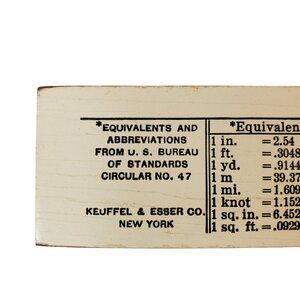 *EQUIVALENTS AND
ABBREVIATIONS
FROM U. S. BUREAU
OF STANDARDS
CIRCULAR NO. 47
KEUFFEL & ESSER CO.
NEW YORK
*Equivalen
1 in. =2.54
1 ft. =.3048
1 yd. =.9144
1 m =39.37
1 mi. =1.609
1 knot =1.152
1 sq. in. =6.452
1 sq. ft. =.0929